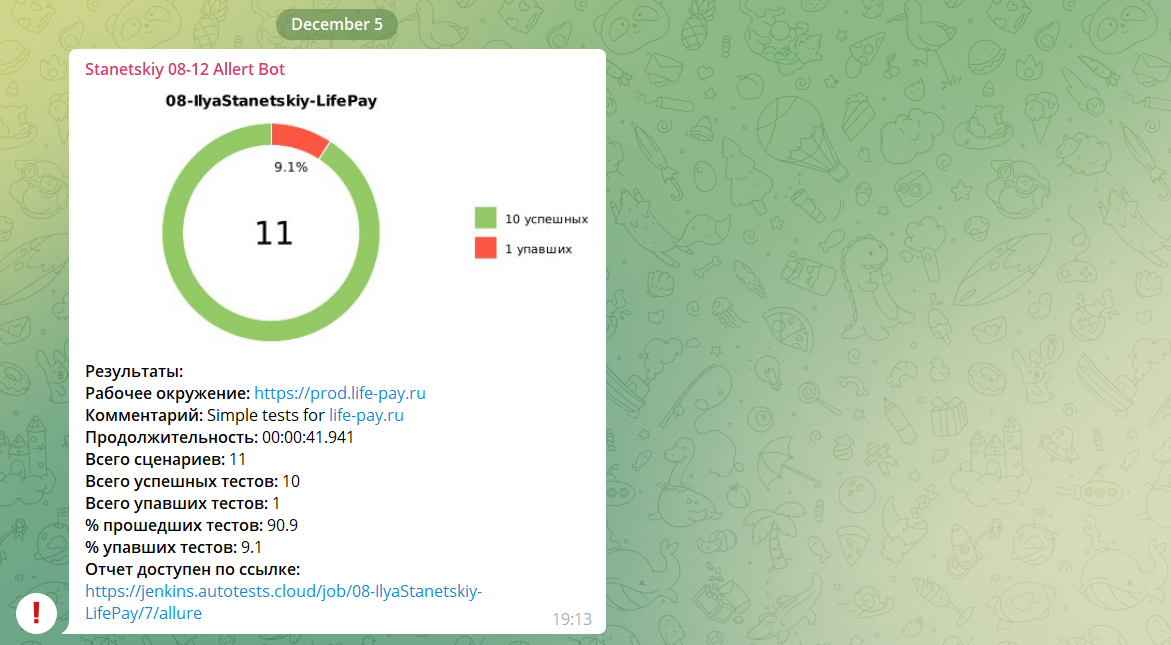 December 5
Stanetskiy 08-12 Allert Bot
08-IlyaStanetskiy-LifePay
9.1%
11
10 успешных
1 упавших
Результаты:
Рабочее окружение: https://prod.life-pay.ru
Комментарий: Simple tests for life-pay.ru
Продолжительность: 00:00:41.941
Всего сценариев: 11
Всего успешных тестов: 10
Всего упавших тестов: 1
% прошедших тестов: 90.9
% упавших тестов: 9.1
Отчет доступен по ссылке:
https://jenkins.autotests.cloud/job/08-IlyaStanetskiy-
LifePay/7/allure
19:13